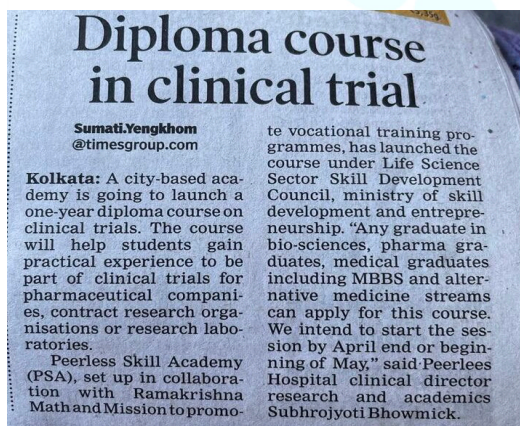 Diploma course
in clinical trial
Sumati.Yengkhom
@timesgroup.com
Kolkata: A city-based aca-
demy is going to launch a
one-year diploma course on
clinical trials. The course
will help students gain
practical experience to be
part of clinical trials for
pharmaceutical compani-
es, contract research orga-
nisations or research labo-
ratories.
Peerless Skill Academy
(PSA), set up in collabora-
tion with Ramakrishna
Math and Mission to promo-
te vocational training pro-
grammes, has launched the
course under Life Science
Sector Skill Development
Council, ministry of skill
development and entrepre-
neurship. “Any graduate in
bio-sciences, pharma gra-
duates, medical graduates
including MBBS and alter-
native medicine streams
can apply for this course.
We intend to start the ses-
sion by April end or begin-
ning of May,” said Peerlees
Hospital clinical director
research and academics
Subhrojyoti Bhowmick.